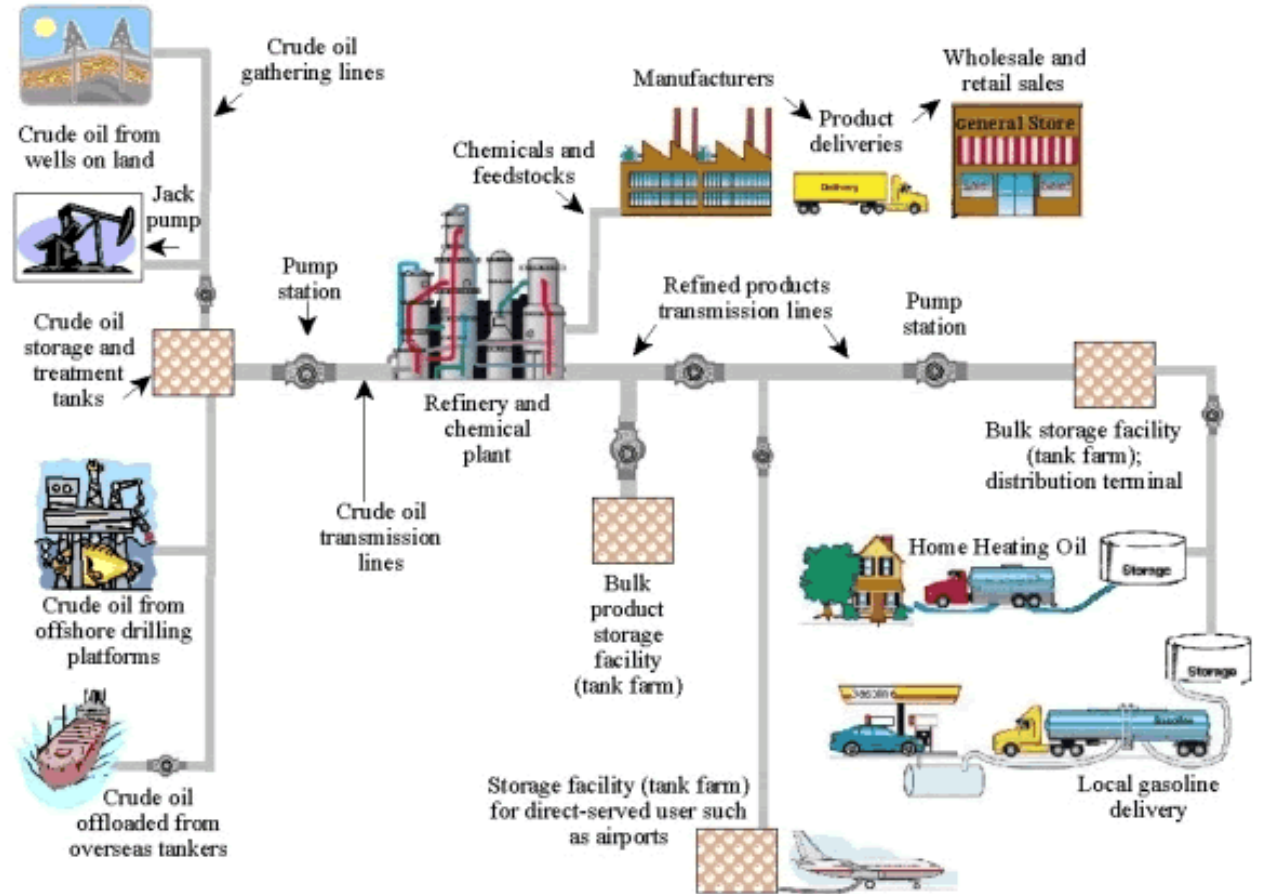 Crude oil
gathering lines
Manufacturers
Wholesale and
retail sales
Product
deliveries
General Store
Delivery
Crude oil from
wells on land
Chemicals and
feedstocks
Jack
pump
Pump
station
Refined products
transmission lines
Pump
station
Crude oil
storage and
treatment
tanks
Refinery and
chemical
plant
Bulk storage facility
(tank farm);
distribution terminal
Crude oil
transmission
lines
Home Heating Oil
Storage
Bulk
product
storage
facility
(tank farm)
Crude oil from
offshore drilling
platforms
Storage
Gasoline
Gasoline
Local gasoline
delivery
Storage facility (tank farm)
for direct-served user such
as airports
Crude oil
offloaded from
overseas tankers